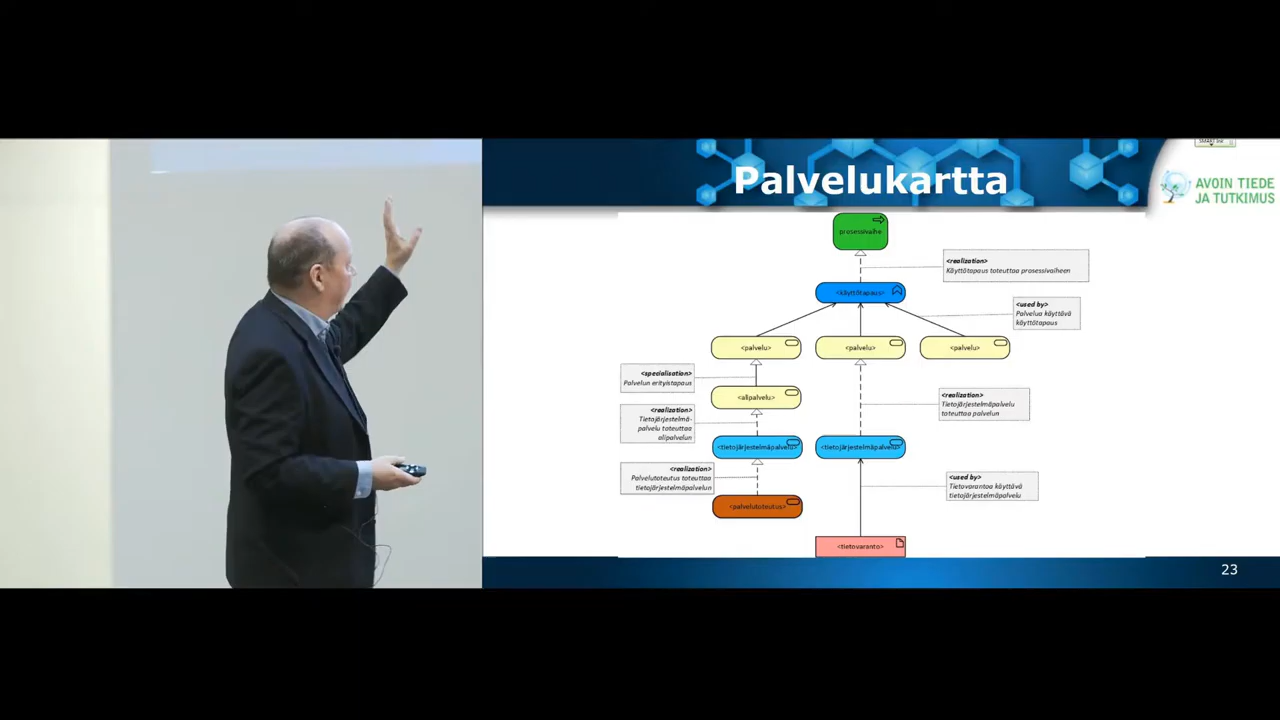 Palvelukartta
AVOIN TIEDE
JA TUTKIMUS
prosessivaihe
<realization>
Käyttötapaus toteuttaa prosessivaiheen
<käyttötapaus>
<used by>
Palvelua käyttävä
käyttötapaus
<palvelu>
<palvelu>
<palvelu>
<specialisation>
Palvelun erityistapaus
<alipalvelu>
<realization>
Tietojärjestelmäpalvelu
toteuttaa palvelun
<realization>
Tietojärjestelmä-
palvelu toteuttaa
alipalvelun
<tietojärjestelmäpalvelu>
<tietojärjestelmäpalvelu>
<realization>
Palvelutoteutus toteuttaa
tietojärjestelmäpalvelun
<used by>
Tietovarantoa käyttävä
tietojärjestelmäpalvelu
<palvelutoteutus>
<tietovaranto>
23